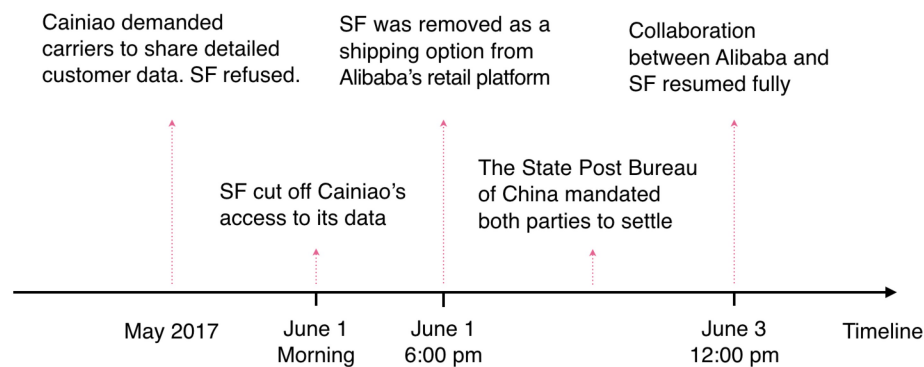 Cainiao demanded
carriers to share detailed
customer data. SF refused.
SF was removed as a
shipping option from
Alibaba's retail platform
Collaboration
between Alibaba and
SF resumed fully
SF cut off Cainiao's
access to its data
The State Post Bureau
of China mandated
both parties to settle
May 2017
June 1
Morning
June 1
6:00 pm
June 3
12:00 pm
Timeline